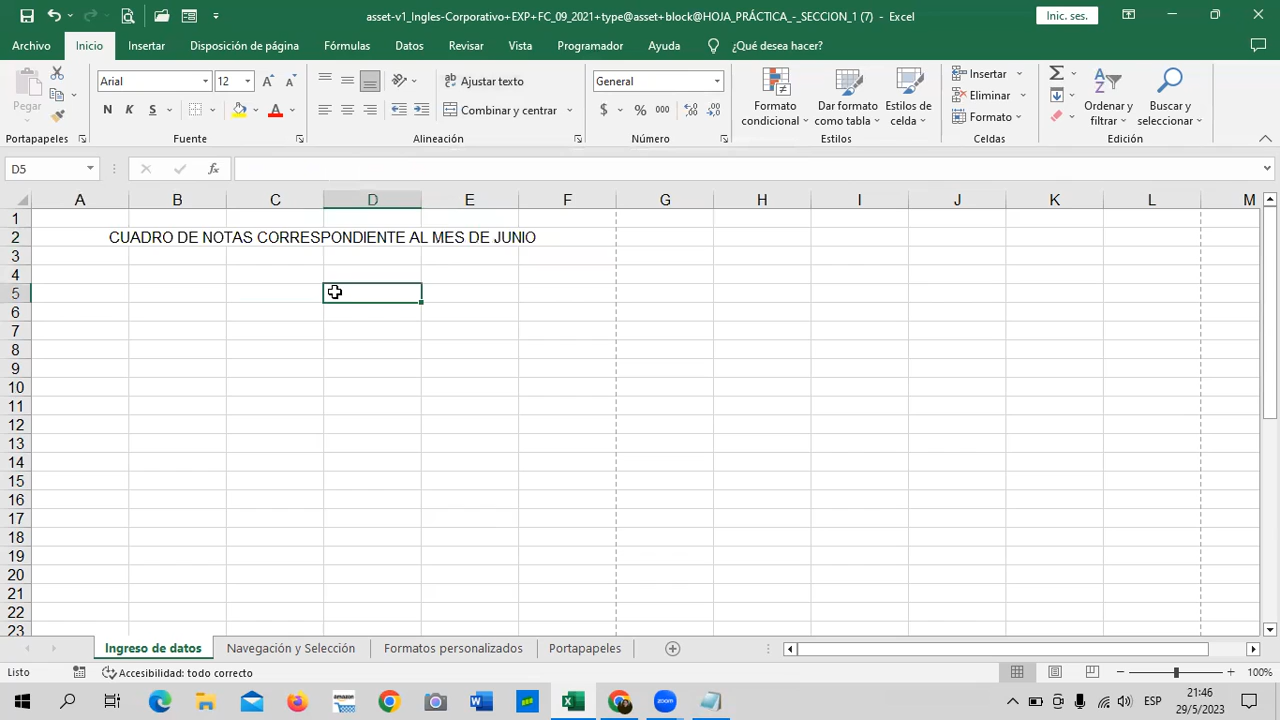 asset-v1_Ingles-Corporativo+EXP+FC_09_2021+type@asset+block@HOJA_PRÁCTICA_-_SECCION_1 (7) - Excel
Inic. ses.
Archivo Inicio Insertar Disposición de página Fórmulas Datos Revisar Vista Programador Ayuda ¿Qué desea hacer?
Pegar
Portapapeles
Arial 12
N K S
Fuente
Ajustar texto
Combinar y centrar
Alineación
General
$ % 000
Número
Formato condicional
Dar formato como tabla
Estilos de celda
Estilos
Insertar
Eliminar
Formato
Celdas
Ordenar y filtrar
Buscar y seleccionar
Edición
D5
fx
A B C D E F G H I J K L M
1
2 CUADRO DE NOTAS CORRESPONDIENTE AL MES DE JUNIO
3
4
5
6
7
8
9
10
11
12
13
14
15
16
17
18
19
20
21
22
23
Ingreso de datos Navegación y Selección Formatos personalizados Portapapeles
Listo Accesibilidad: todo correcto 100%
amazon zoom ESP 21:46
29/5/2023